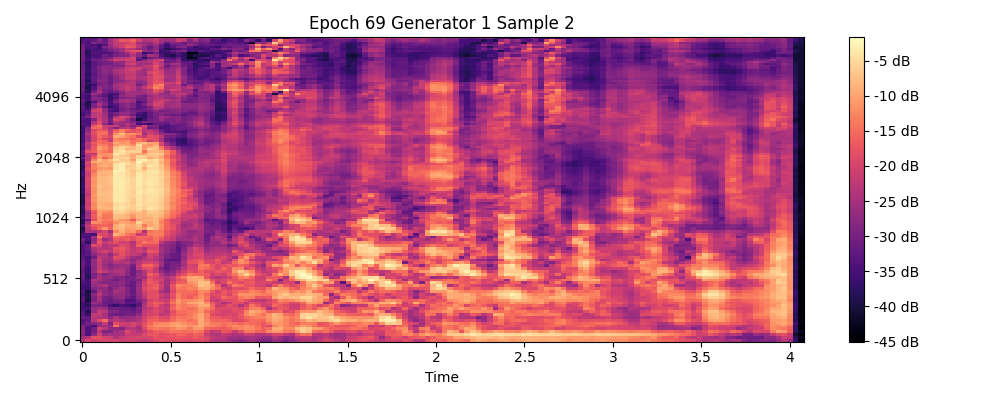 Epoch 69 Generator 1 Sample 2
Hz
4096
2048
1024
512
0
0 0.5 1 1.5 2 2.5 3 3.5 4
Time
-5 dB
-10 dB
-15 dB
-20 dB
-25 dB
-30 dB
-35 dB
-40 dB
-45 dB